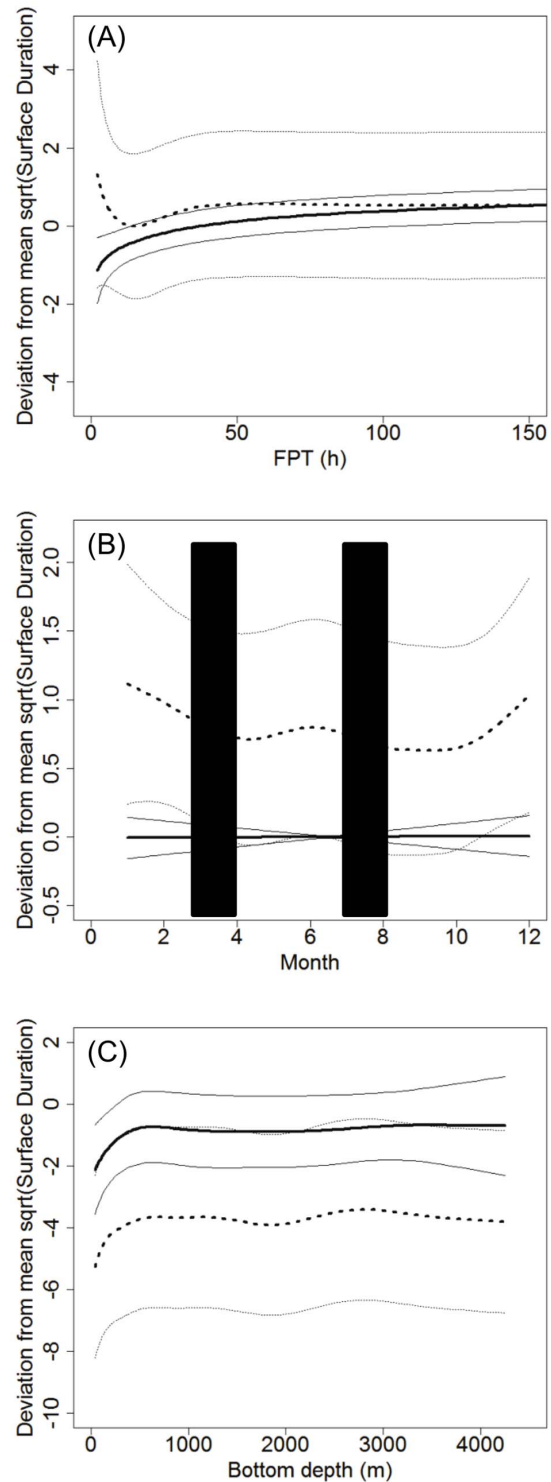 (A)
Deviation from mean sqrt(Surface Duration)
4
2
0
-2
-4
0 50 100 150
FPT (h)
(B)
Deviation from mean sqrt(Surface Duration)
2.0
1.5
1.0
0.5
0.0
-0.5
0 2 4 6 8 10 12
Month
(C)
Deviation from mean sqrt(Surface Duration)
2
0
-2
-4
-6
-8
-10
0 1000 2000 3000 4000
Bottom depth (m)